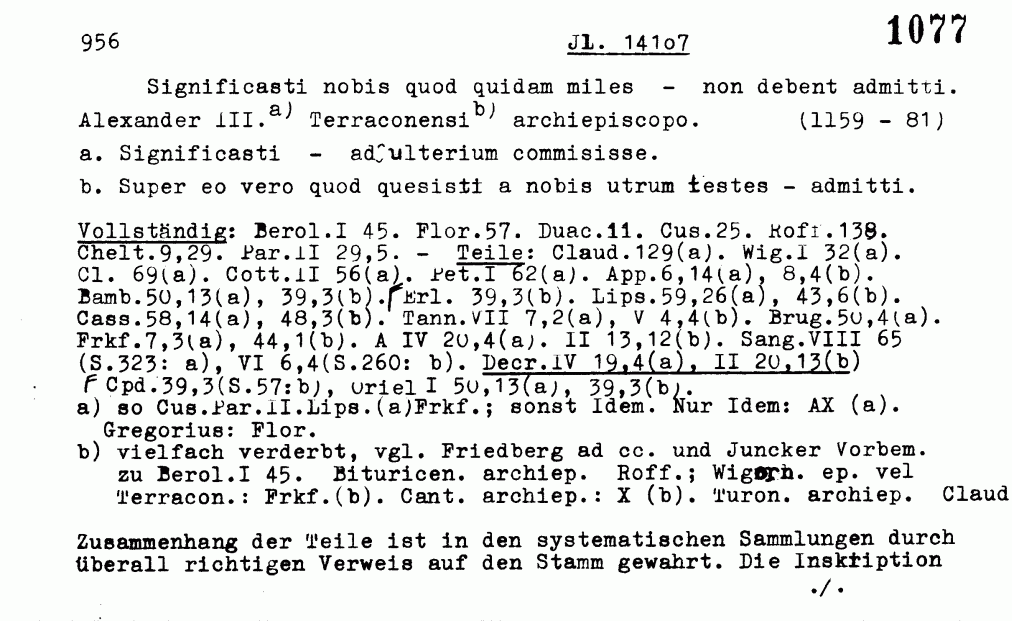 956 Jl. 141o7 1077
Significasti nobis quod quidam miles - non debent admitti.
Alexander III.a) Terraconensi b) archiepiscopo. (1159 - 81)
a. Significasti - adulterium commisisse.
b. Super eo vero quod quesisti a nobis utrum testes - admitti.
Vollständig: Berol.I 45. Flor.57. Duac.11. Cus.25. Roff.138.
Chelt.9,29. Par.II 29,5. - Teile: Claud.129(a). Wig.I 32(a).
Cl. 69(a). Cott.II 56(a). Pet.I 62(a). App.6,14(a), 8,4(b).
Bamb.50,13(a), 39,3(b). Erl. 39,3(b). Lips.59,26(a), 43,6(b).
Cass.58,14(a), 48,3(b). Tann.VII 7,2(a), V 4,4(b). Brug.50,4(a).
Frkf.7,3(a), 44,1(b). A IV 20,4(a). II 13,12(b). Sang.VIII 65
(S.323: a), VI 6,4(S.260: b). Decr.IV 19,4(a), II 20,13(b)
Cpd.39,3(S.57:b), Oriel I 50,13(a), 39,3(b).
a) so Cus.Par.II.Lips.(a)Frkf.; sonst Idem. Nur Idem: AX (a).
Gregorius: Flor.
b) vielfach verderbt, vgl. Friedberg ad cc. und Juncker Vorbem.
zu Berol.I 45. Bituricen. archiep. Roff.; Wigorn. ep. vel
Terracon.: Frkf.(b). Cant. archiep.: X (b). Turon. archiep. Claud
Zusammenhang der Teile ist in den systematischen Sammlungen durch
überall richtigen Verweis auf den Stamm gewahrt. Die Inskription
./.